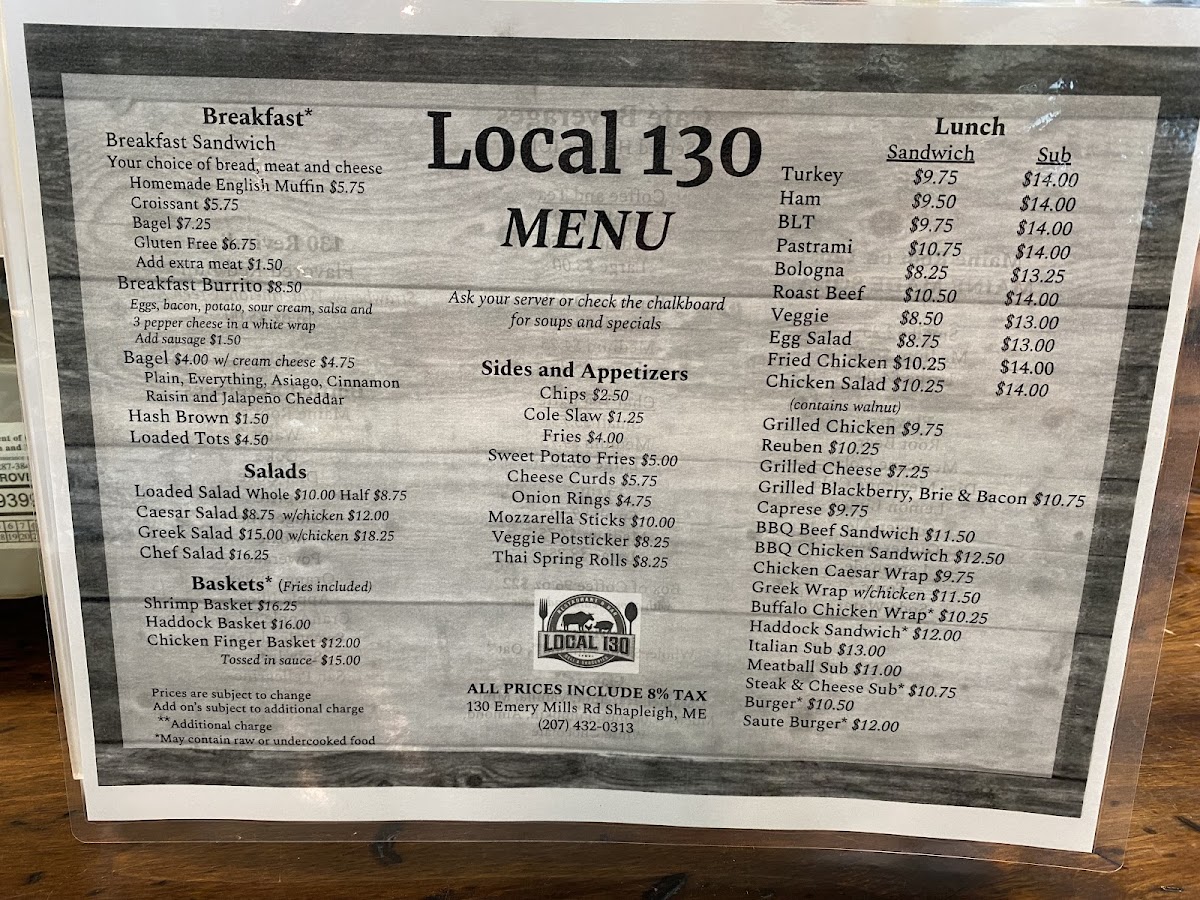 Breakfast*
Breakfast Sandwich
Your choice of bread, meat and cheese
Homemade English Muffin $5.75
Croissant $5.75
Bagel $7.25
Gluten Free $6.75
Add extra meat $1.50
Breakfast Burrito $8.50
Eggs, bacon, potato, sour cream, salsa and
3 pepper cheese in a white wrap
Add sausage $1.50
Bagel $4.00 w/ cream cheese $4.75
Plain, Everything, Asiago, Cinnamon
Raisin and Jalapeño Cheddar
Hash Brown $1.50
Loaded Tots $4.50
Salads
Loaded Salad Whole $10.00 Half $8.75
Caesar Salad $8.75 w/chicken $12.00
Greek Salad $15.00 w/chicken $18.25
Chef Salad $16.25
Baskets* (Fries included)
Shrimp Basket $16.25
Haddock Basket $16.00
Chicken Finger Basket $12.00
Tossed in sauce- $15.00
Prices are subject to change
Add on's subject to additional charge
**Additional charge
*May contain raw or undercooked food
Local 130
MENU
Ask your server or check the chalkboard
for soups and specials
Sides and Appetizers
Chips $2.50
Cole Slaw $1.25
Fries $4.00
Sweet Potato Fries $5.00
Cheese Curds $5.75
Onion Rings $4.75
Mozzarella Sticks $10.00
Veggie Potsticker $8.25
Thai Spring Rolls $8.25
LOCAL 130
ALL PRICES INCLUDE 8% TAX
130 Emery Mills Rd Shapleigh, ME
(207) 432-0313
Lunch
Sandwich Sub
Turkey $9.75 $14.00
Ham $9.50 $14.00
BLT $9.75 $14.00
Pastrami $10.75 $14.00
Bologna $8.25 $13.25
Roast Beef $10.50 $14.00
Veggie $8.50 $13.00
Egg Salad $8.75 $13.00
Fried Chicken $10.25 $14.00
Chicken Salad $10.25 $14.00
(contains walnut)
Grilled Chicken $9.75
Reuben $10.25
Grilled Cheese $7.25
Grilled Blackberry, Brie & Bacon $10.75
Caprese $9.75
BBQ Beef Sandwich $11.50
BBQ Chicken Sandwich $12.50
Chicken Caesar Wrap $9.75
Greek Wrap w/chicken $11.50
Buffalo Chicken Wrap* $10.25
Haddock Sandwich* $12.00
Italian Sub $13.00
Meatball Sub $11.00
Steak & Cheese Sub* $10.75
Burger* $10.50
Saute Burger* $12.00